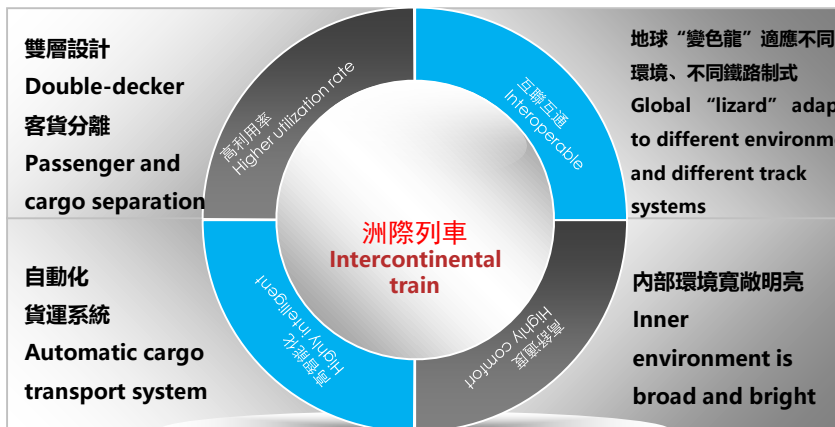 雙層設計
Double-decker
客貨分離
Passenger and
cargo separation
高利用率
Higher utilization rate
互聯互通
Interoperable
地球“變色龍”適應不同
環境、不同鐵路制式
Global “lizard” adap
to different environm
and different track
systems
洲際列車
Intercontinental
train
自動化
貨運系統
Automatic cargo
transport system
高智能化
Highly intelligent
高舒適度
Highly comfort
內部環境寬敞明亮
Inner
environment is
broad and bright